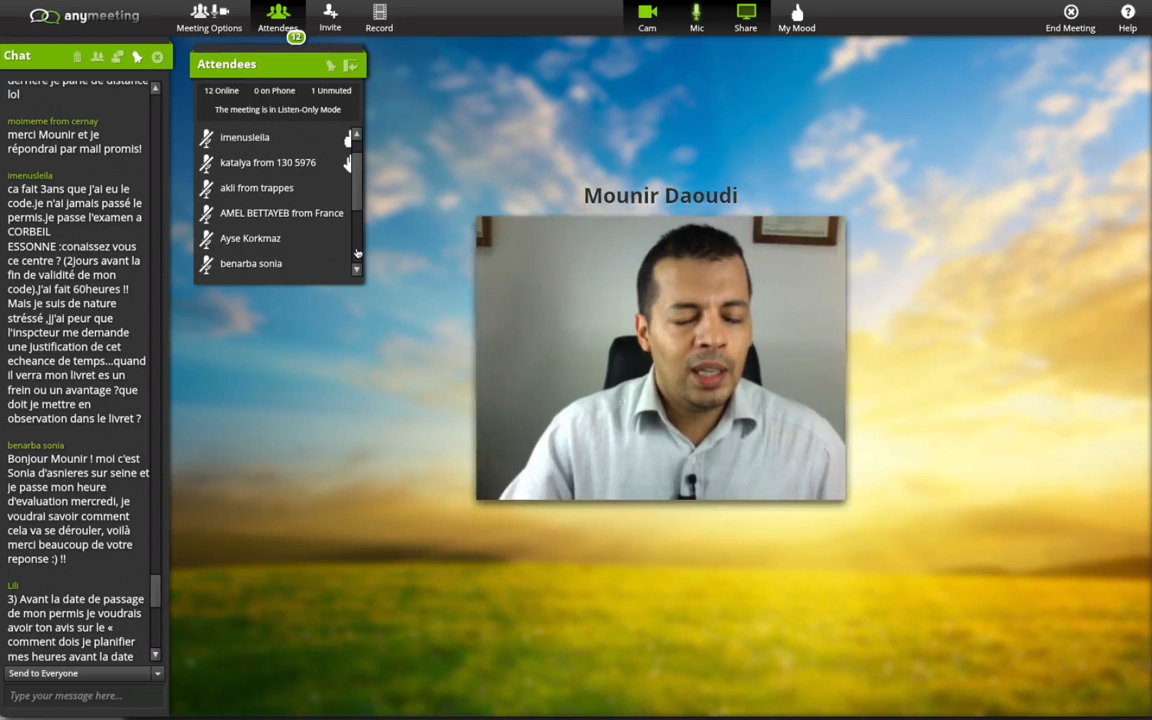 anymeeting
Meeting Options
Attendees
12
Invite
Record
Cam
Mic
Share
My Mood
End Meeting
Help
Chat
lol
moimeme from cernay
merci Mounir et je
répondrai par mail promis!
imenusleila
ca fait 3ans que j'ai eu le
code.je n'ai jamais passé le
permis.je passe l'examen a
CORBEIL
ESSONNE :conaissez vous
ce centre ? (2jours avant la
fin de validité de mon
code).J'ai fait 60heures !!
Mais je suis de nature
stréssé ,jj'ai peur que
l'inspcteur me demande
une justification de cet
echeance de temps...quand
il verra mon livret es un
frein ou un avantage ?que
doit je mettre en
observation dans le livret ?
benarba sonia
Bonjour Mounir ! moi c'est
Sonia d'asnieres sur seine et
je passe mon heure
d'evaluation mercredi, je
voudrai savoir comment
cela va se dérouler, voilà
merci beaucoup de votre
reponse :) !!
Lili
3) Avant la date de passage
de mon permis je voudrais
avoir ton avis sur le «
comment dois je planifier
mes heures avant la date
Send to Everyone
Type your message here...
Attendees
12 Online 0 on Phone 1 Unmuted
The meeting is in Listen-Only Mode
imenusleila
katalya from 130 5976
akli from trappes
AMEL BETTAYEB from France
Ayse Korkmaz
benarba sonia
Mounir Daoudi